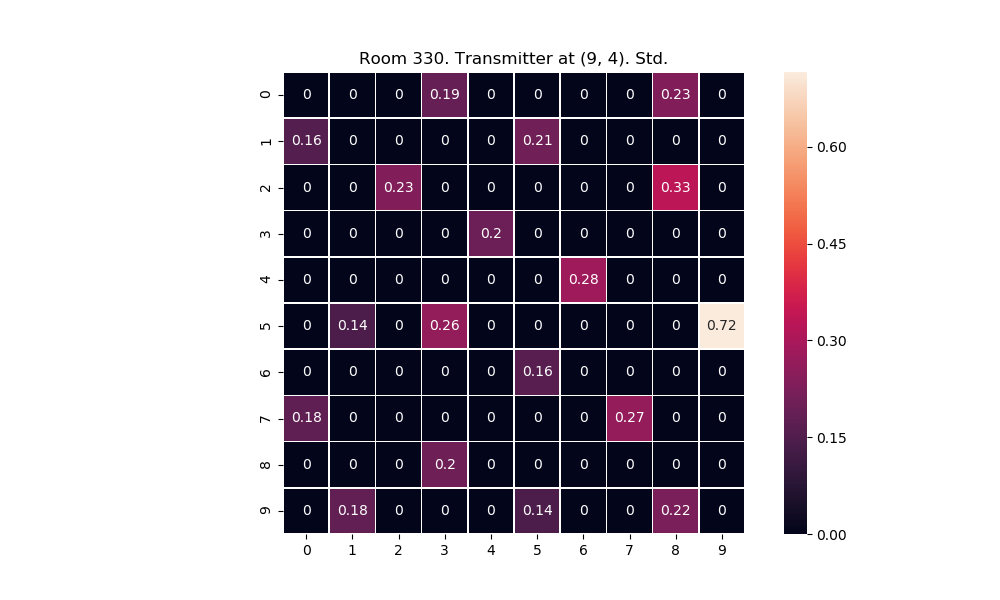 Room 330. Transmitter at (9, 4). Std.
0 0 0 0 0.19 0 0 0 0 0.23 0
1 0.16 0 0 0 0 0.21 0 0 0 0
2 0 0 0.23 0 0 0 0 0 0.33 0
3 0 0 0 0 0.2 0 0 0 0 0
4 0 0 0 0 0 0 0.28 0 0 0
5 0 0.14 0 0.26 0 0 0 0 0 0.72
6 0 0 0 0 0 0.16 0 0 0 0
7 0.18 0 0 0 0 0 0 0.27 0 0
8 0 0 0 0.2 0 0 0 0 0 0
9 0 0.18 0 0 0 0.14 0 0 0.22 0
0 1 2 3 4 5 6 7 8 9
0.60
0.45
0.30
0.15
0.00